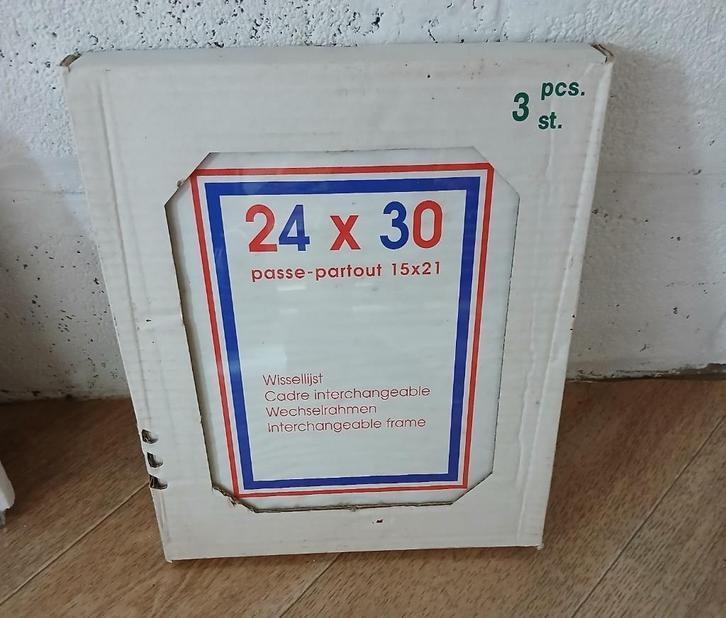 3 pcs.
st.
24 x 30
passe-partout 15x21
Wissellijst
Cadre interchangeable
Wechselrahmen
Interchangeable frame